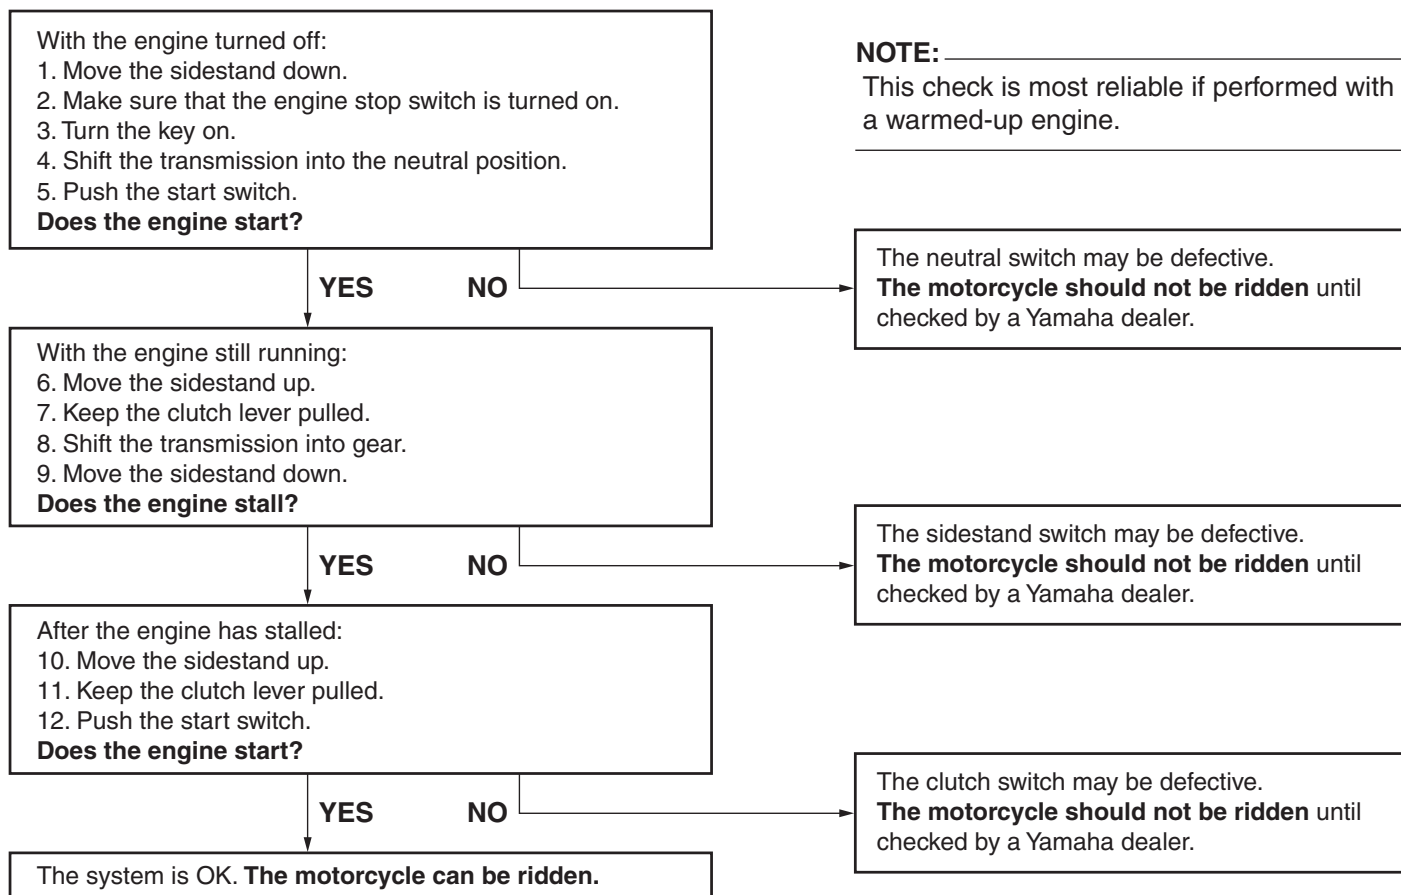 With the engine turned off:
1. Move the sidestand down.
2. Make sure that the engine stop switch is turned on.
3. Turn the key on.
4. Shift the transmission into the neutral position.
5. Push the start switch.
Does the engine start?
NOTE:
This check is most reliable if performed with
a warmed-up engine.
YES NO
The neutral switch may be defective.
The motorcycle should not be ridden until
checked by a Yamaha dealer.
With the engine still running:
6. Move the sidestand up.
7. Keep the clutch lever pulled.
8. Shift the transmission into gear.
9. Move the sidestand down.
Does the engine stall?
YES NO
The sidestand switch may be defective.
The motorcycle should not be ridden until
checked by a Yamaha dealer.
After the engine has stalled:
10. Move the sidestand up.
11. Keep the clutch lever pulled.
12. Push the start switch.
Does the engine start?
YES NO
The clutch switch may be defective.
The motorcycle should not be ridden until
checked by a Yamaha dealer.
The system is OK. The motorcycle can be ridden.